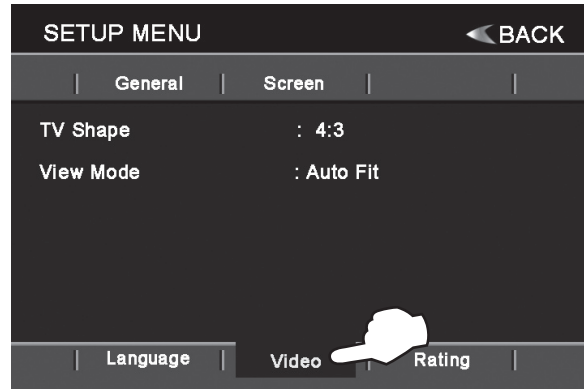 SETUP MENU BACK
General Screen
TV Shape : 4:3
View Mode : Auto Fit
Language Video Rating